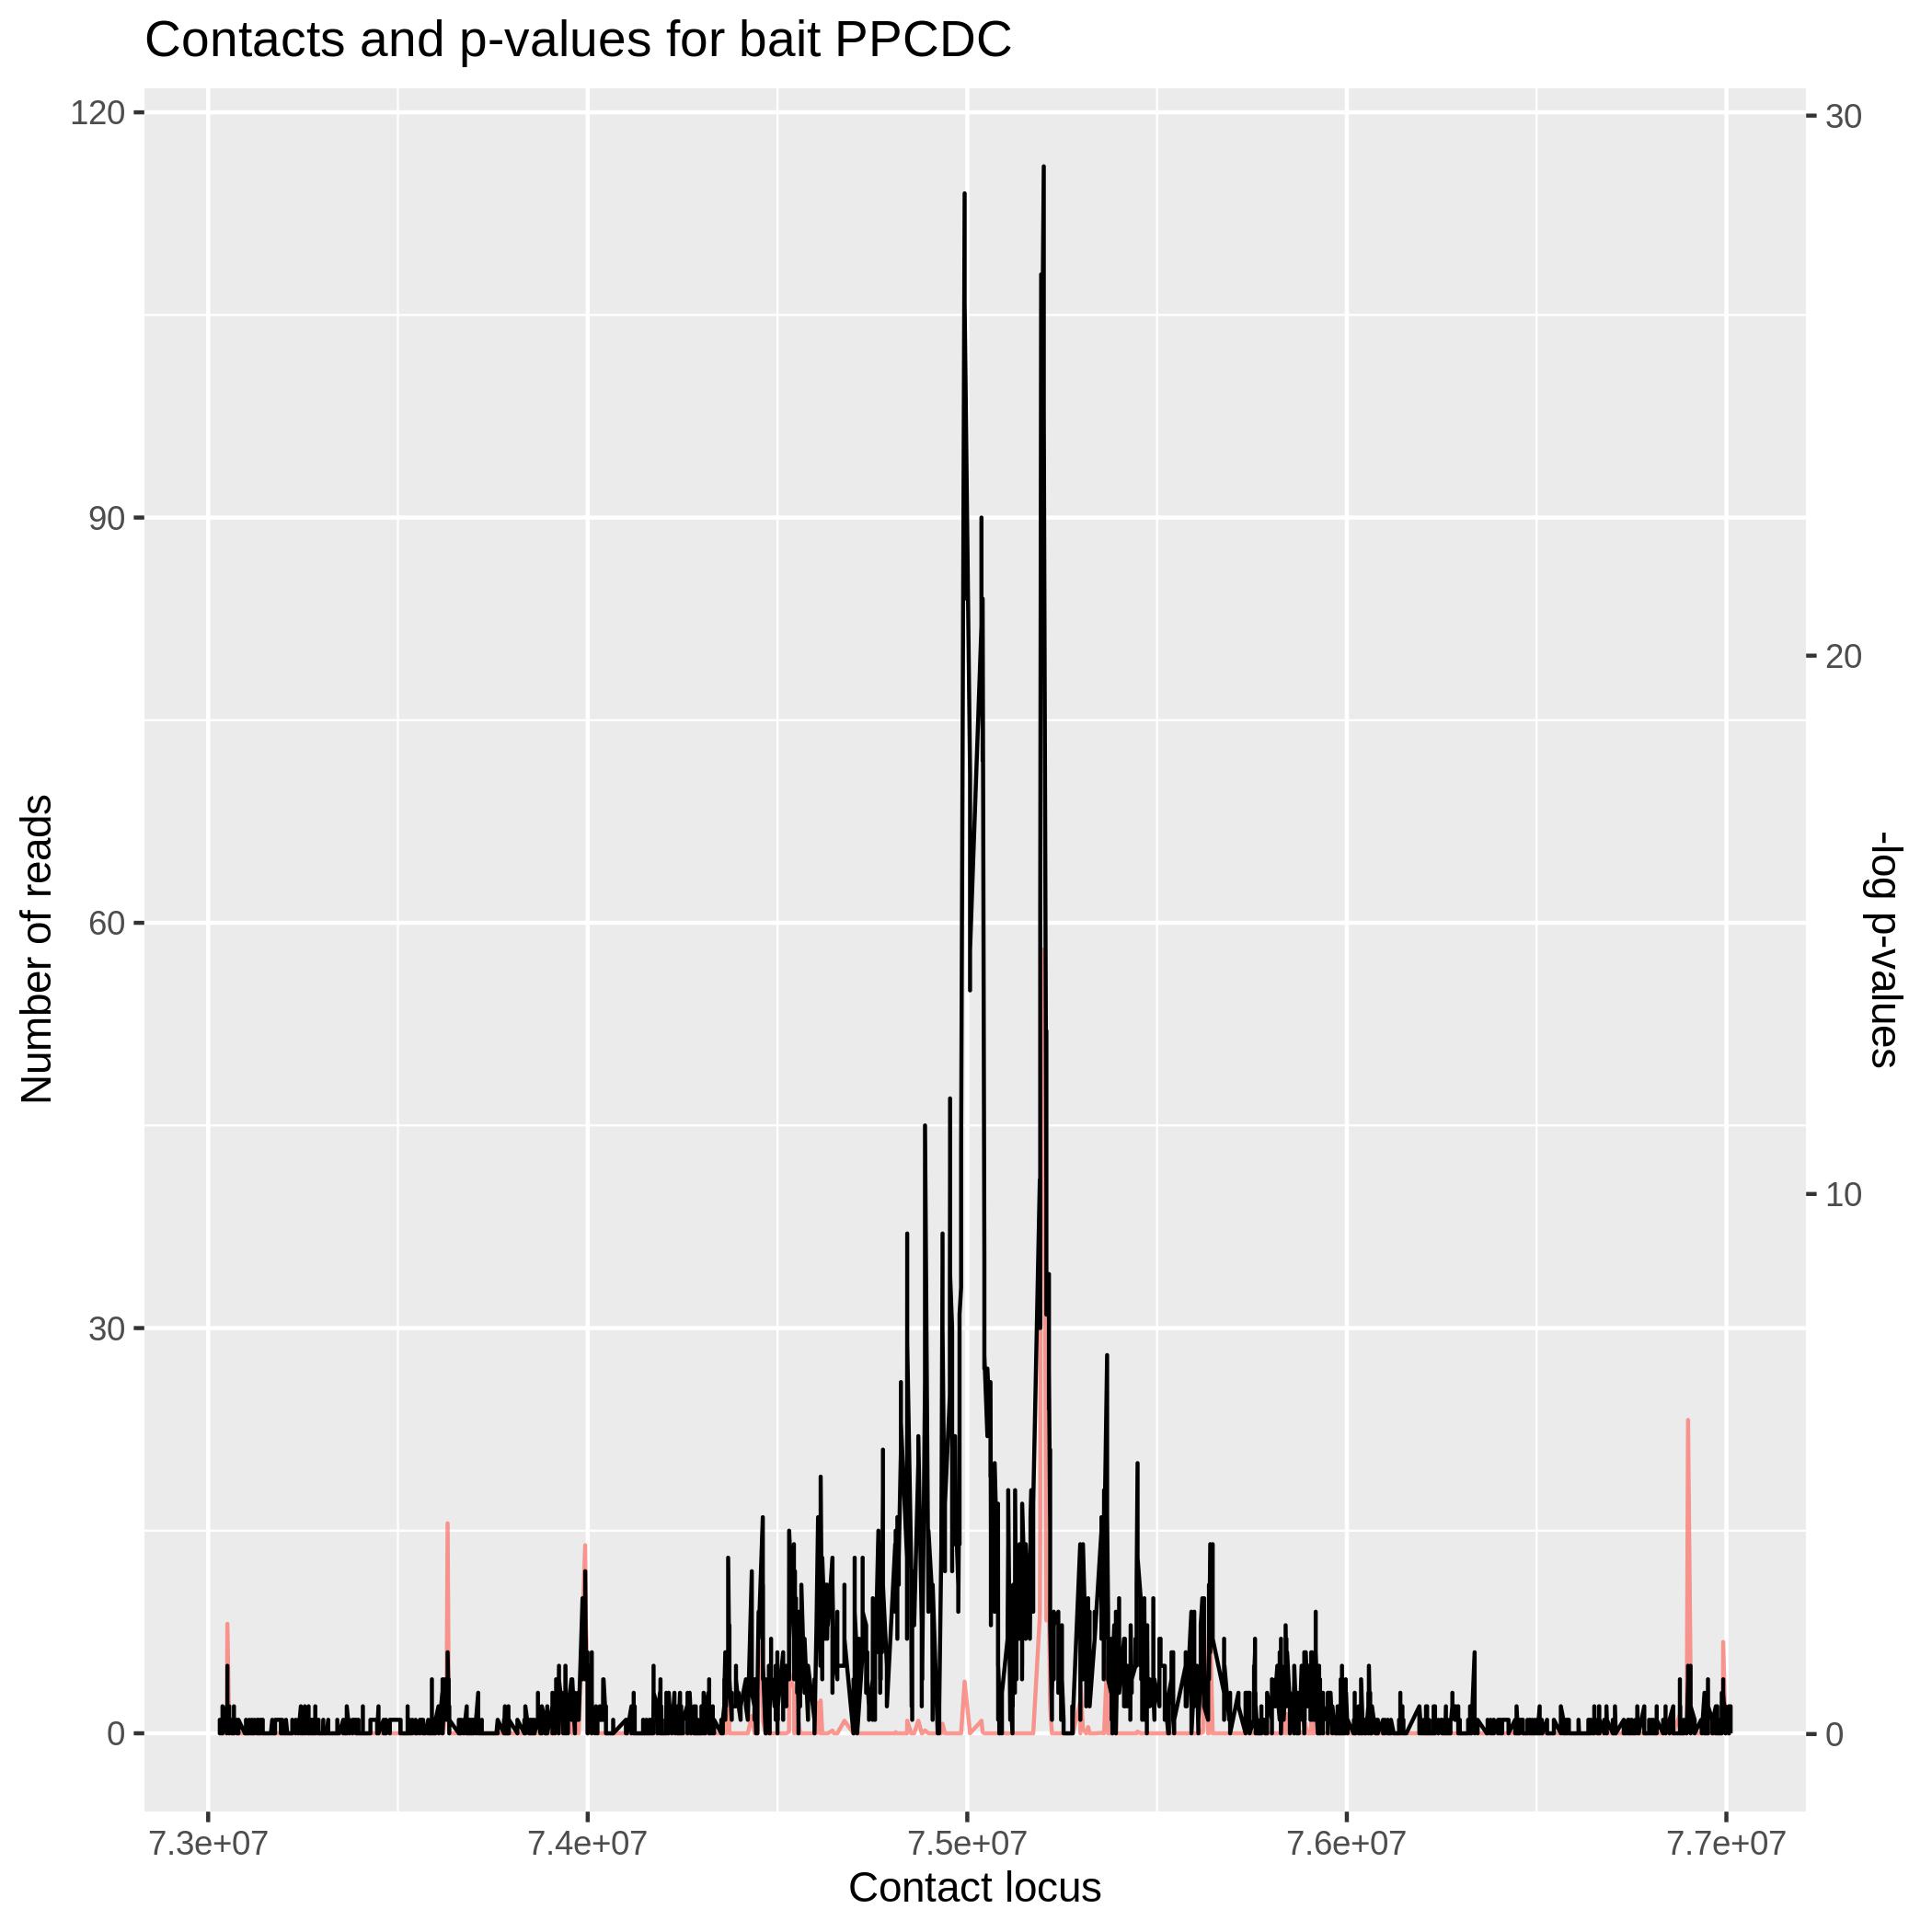 Contacts and p-values for bait PPCDC
120
90
60
30
0
Number of reads
30
20
10
0
-log p-values
7.3e+07 7.4e+07 7.5e+07 7.6e+07 7.7e+07
Contact locus